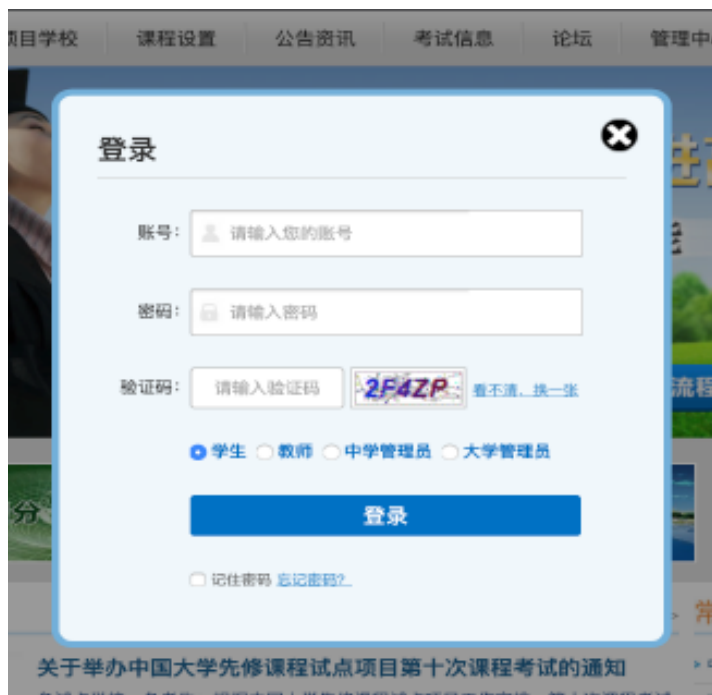 项目学校 课程设置 公告资讯 考试信息 论坛 管理中
登录
账号： 请输入您的账号
密码： 请输入密码
验证码： 请输入验证码 2F4ZP 看不清，换一张
学生 教师 中学管理员 大学管理员
登录
记住密码 忘记密码？
流程
分
常
关于举办中国大学先修课程试点项目第十次课程考试的通知